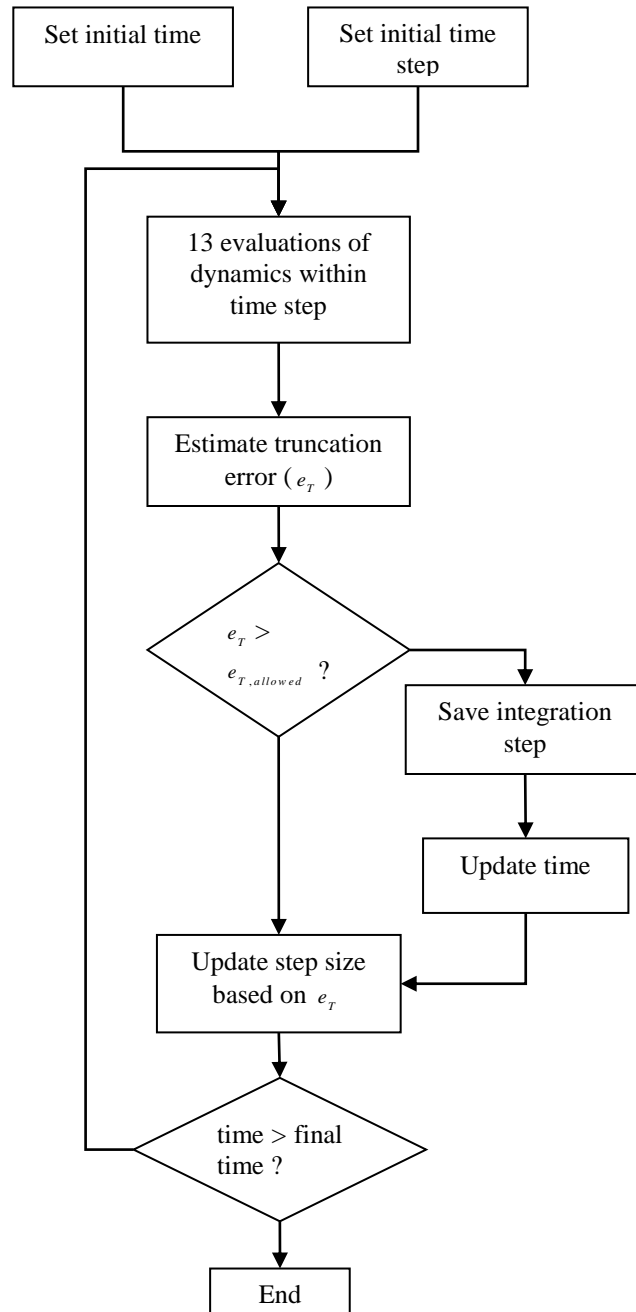 Set initial time
Set initial time
step
13 evaluations of
dynamics within
time step
Estimate truncation
error ( e_T )
e_T >
e_{T,allowed} ?
Save integration
step
Update time
Update step size
based on e_T
time > final
time ?
End